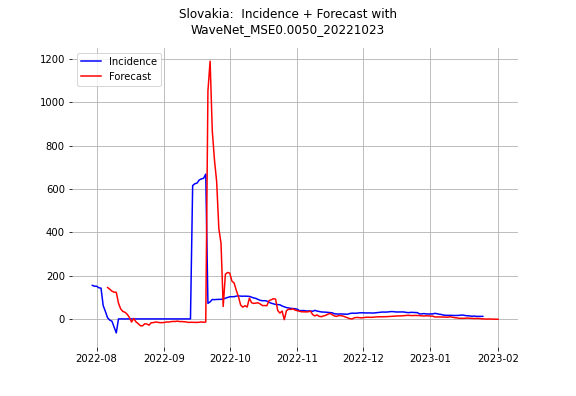 Slovakia:  Incidence + Forecast with
WaveNet_MSE0.0050_20221023
Incidence
Forecast
1200
1000
800
600
400
200
0
2022-08 2022-09 2022-10 2022-11 2022-12 2023-01 2023-02